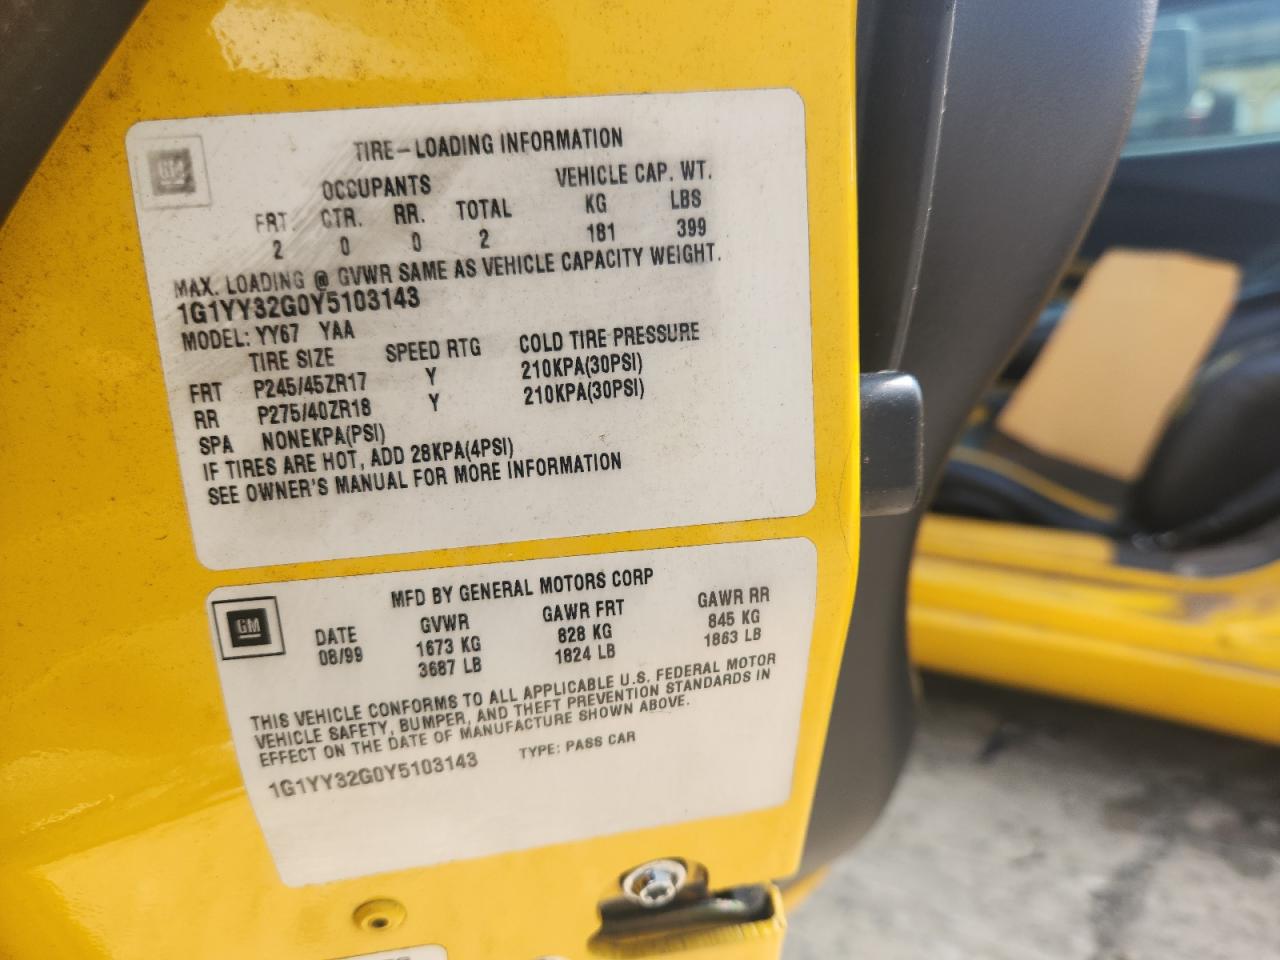 GM
TIRE-LOADING INFORMATION
OCCUPANTS VEHICLE CAP. WT.
FRT. CTR. RR. TOTAL KG LBS
2 0 0 2 181 399
MAX. LOADING @ GVWR SAME AS VEHICLE CAPACITY WEIGHT.
1G1YY32G0Y5103143
MODEL: YY67 YAA
TIRE SIZE SPEED RTG COLD TIRE PRESSURE
FRT P245/45ZR17 Y 210KPA(30PSI)
RR P275/40ZR18 Y 210KPA(30PSI)
SPA NONEKPA(PSI)
IF TIRES ARE HOT, ADD 28KPA(4PSI)
SEE OWNER'S MANUAL FOR MORE INFORMATION
GM
MFD BY GENERAL MOTORS CORP
DATE GVWR GAWR FRT GAWR RR
08/99 1673 KG 828 KG 845 KG
3687 LB 1824 LB 1863 LB
THIS VEHICLE CONFORMS TO ALL APPLICABLE U.S. FEDERAL MOTOR
VEHICLE SAFETY, BUMPER, AND THEFT PREVENTION STANDARDS IN
EFFECT ON THE DATE OF MANUFACTURE SHOWN ABOVE.
1G1YY32G0Y5103143 TYPE: PASS CAR